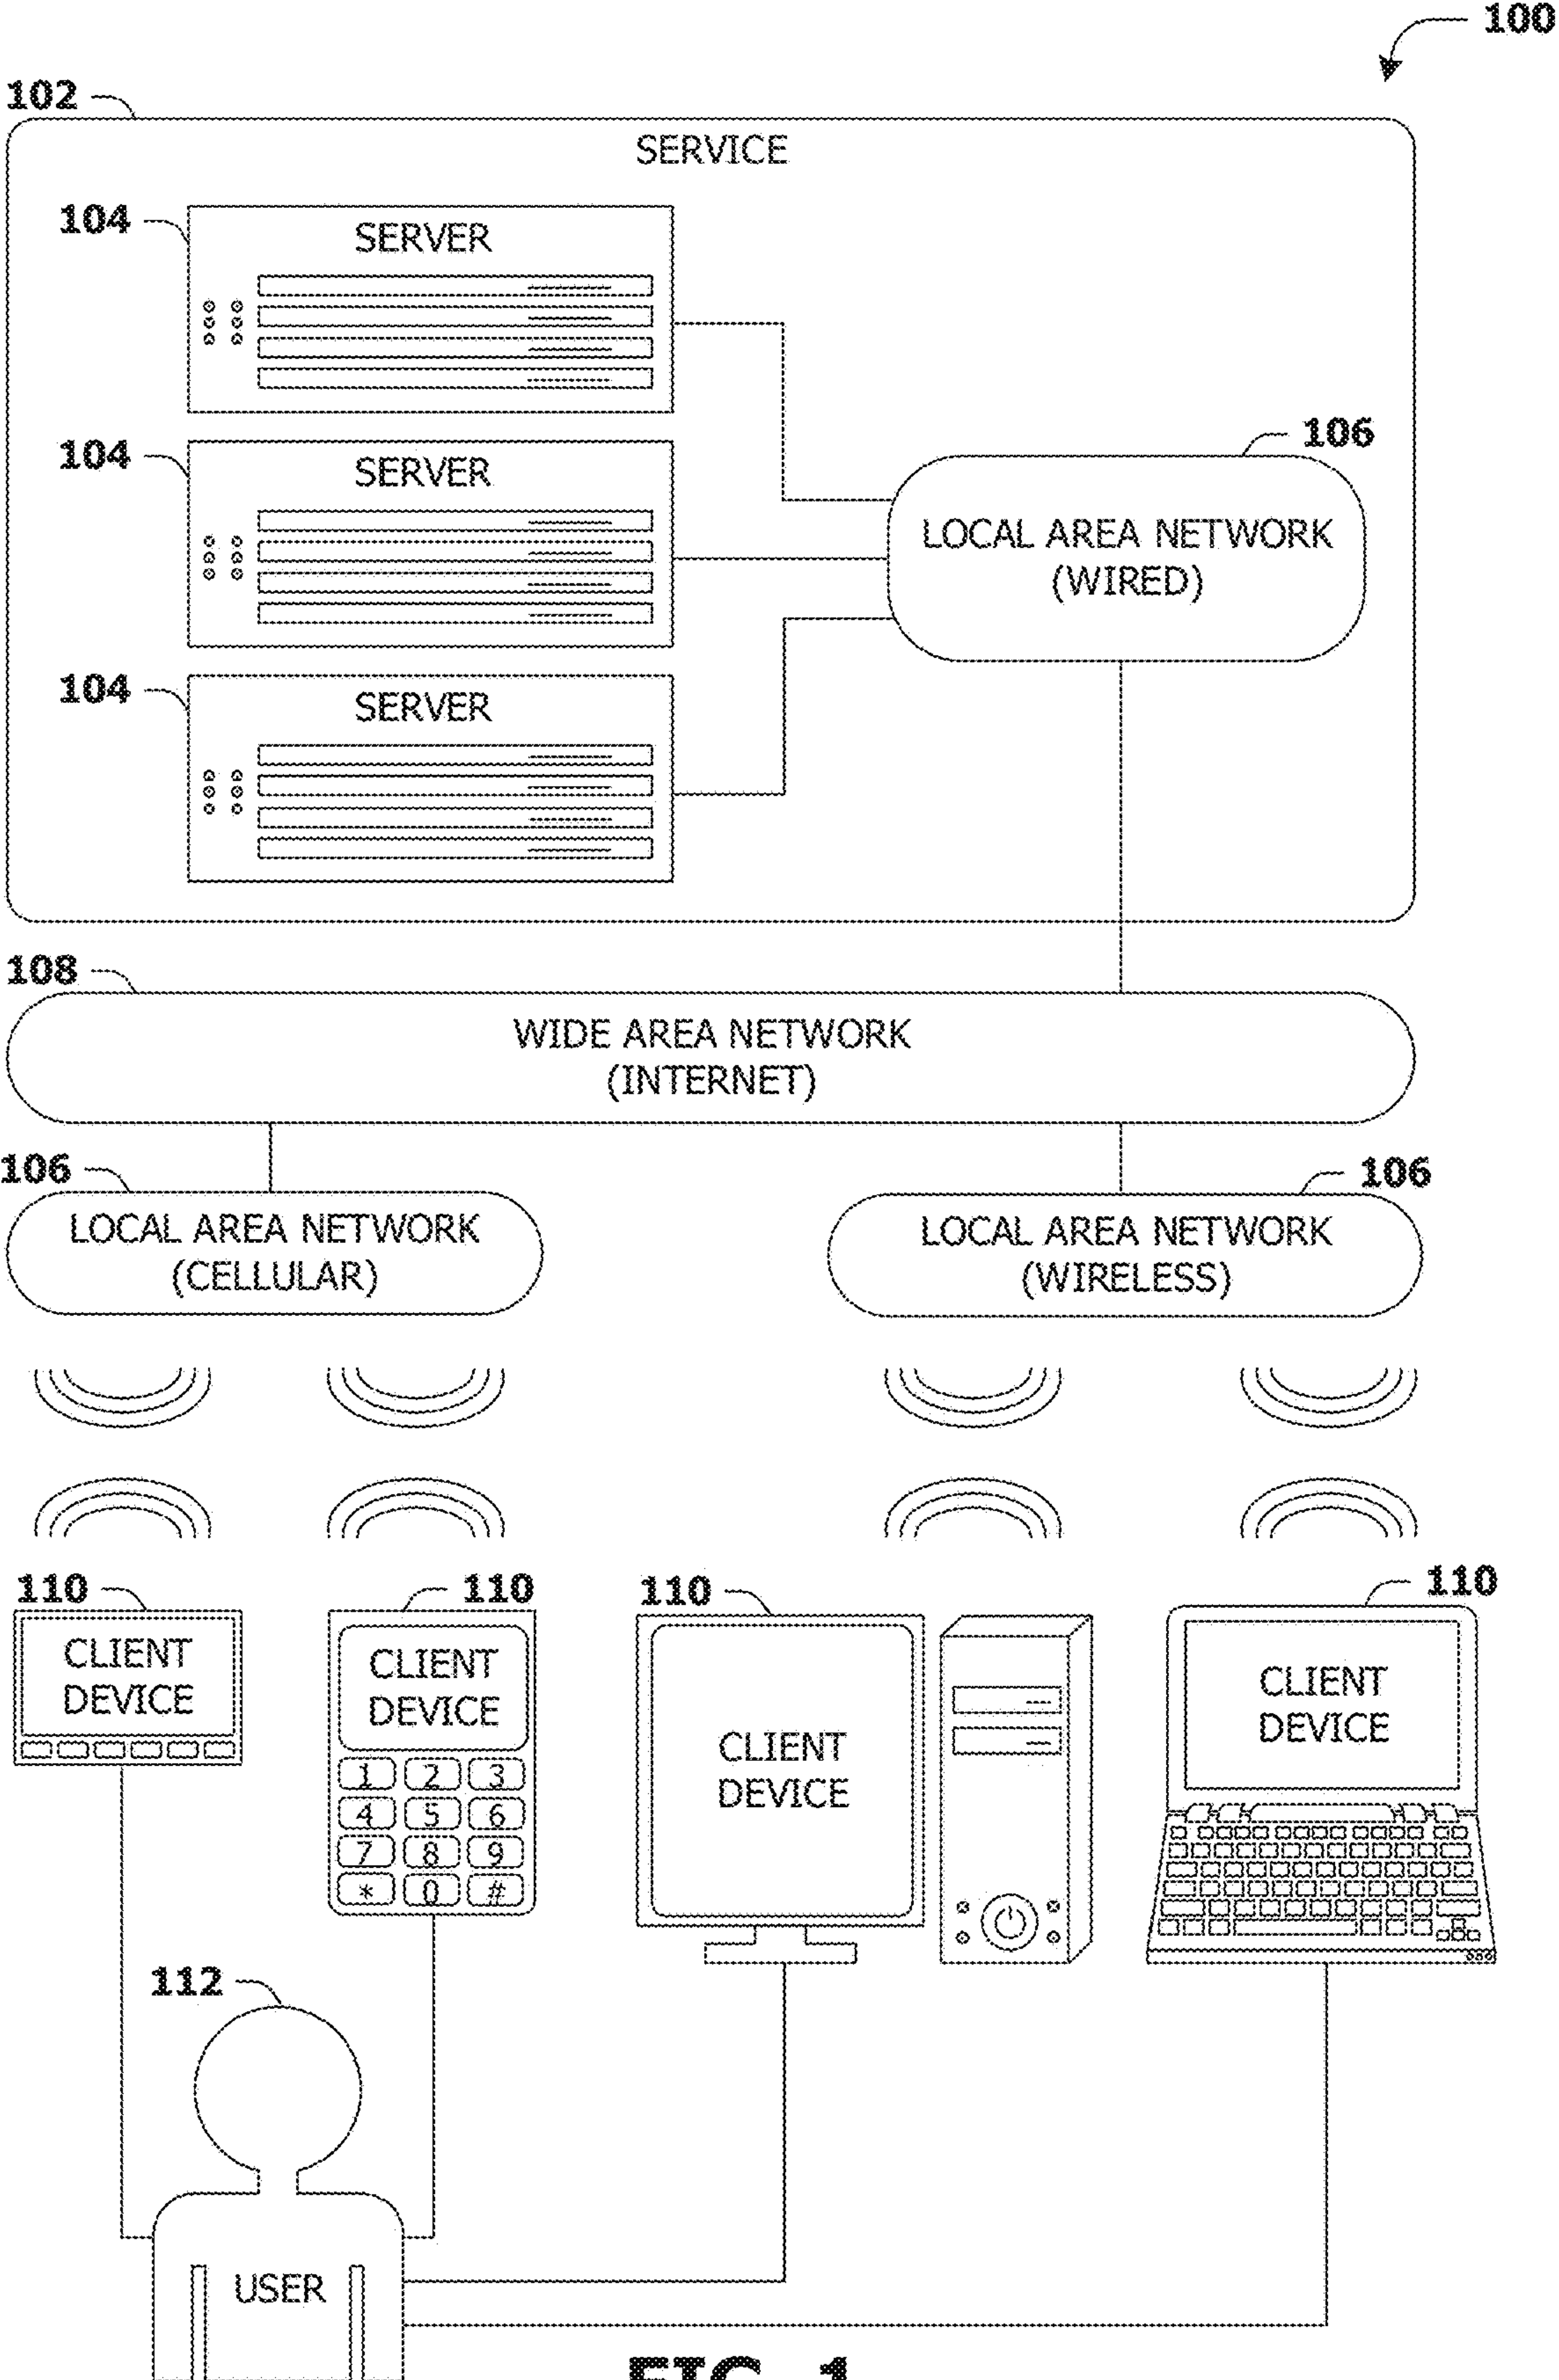 100
102
SERVICE
104
SERVER
104
SERVER
106
LOCAL AREA NETWORK
(WIRED)
104
SERVER
108
WIDE AREA NETWORK
(INTERNET)
106
LOCAL AREA NETWORK
(CELLULAR)
106
LOCAL AREA NETWORK
(WIRELESS)
110
CLIENT
DEVICE
110
CLIENT
DEVICE
1 2 3
4 5 6
7 8 9
* 0 #
110
CLIENT
DEVICE
110
CLIENT
DEVICE
112
USER
FIG. 1